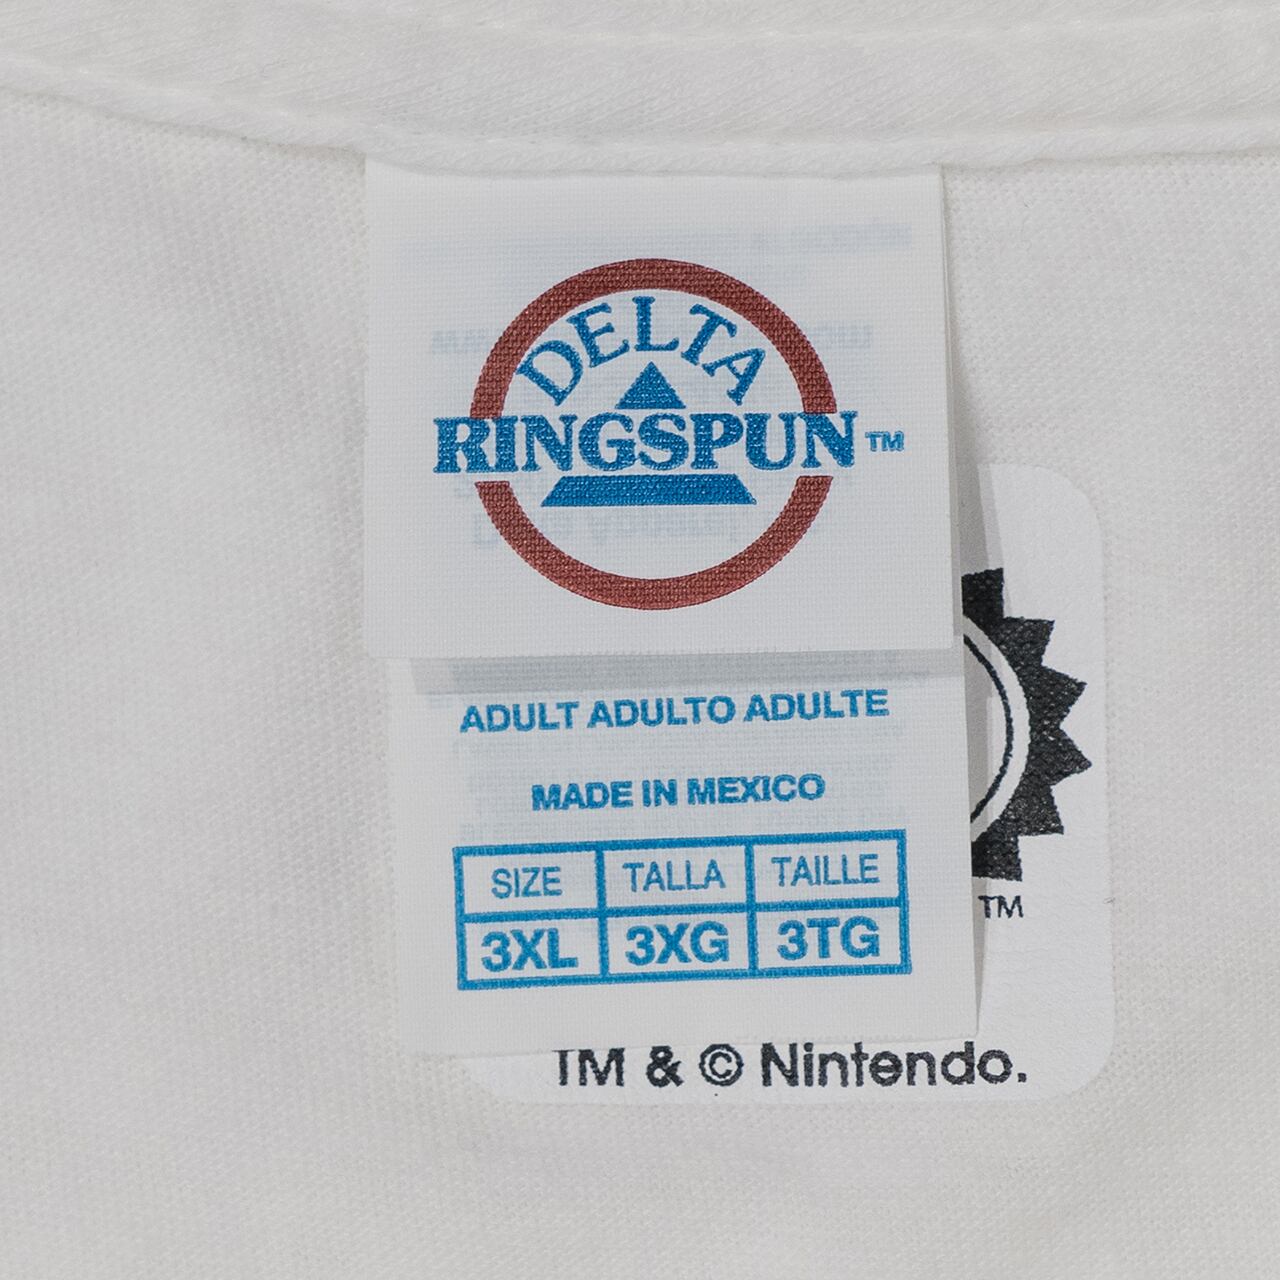 DELTA
RINGSPUN™
ADULT ADULTO ADULTE
MADE IN MEXICO
SIZE TALLA TAILLE
3XL 3XG 3TG
TM
TM & © Nintendo.